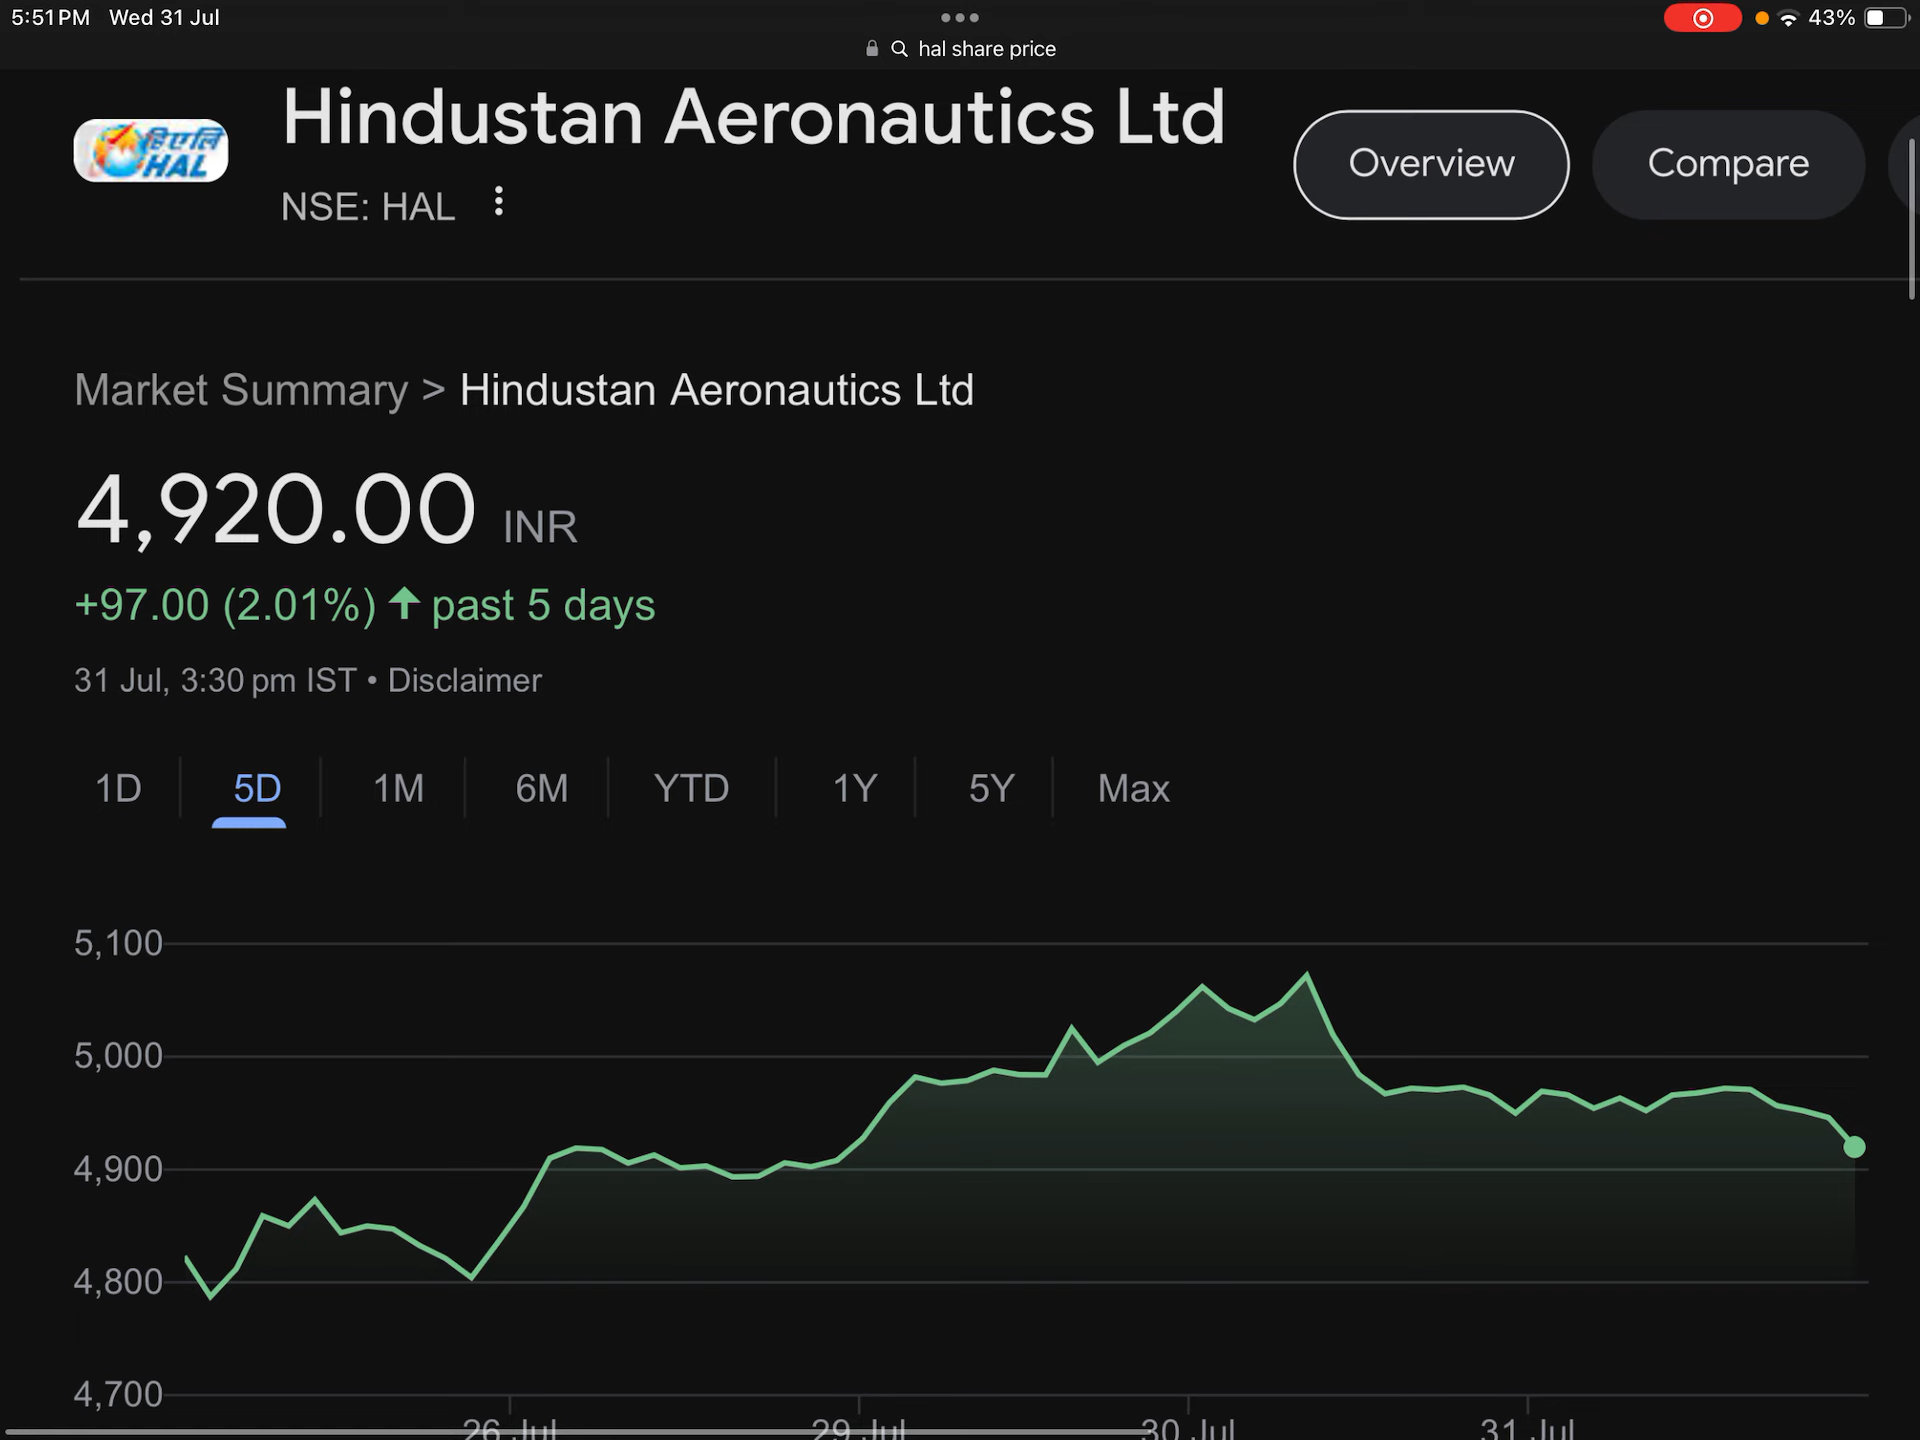 5:51 PM Wed 31 Jul
43%
hal share price
Hindustan Aeronautics Ltd
हिएएलि
HAL
NSE: HAL
Overview
Compare
Market Summary > Hindustan Aeronautics Ltd
4,920.00 INR
+97.00 (2.01%) ↑ past 5 days
31 Jul, 3:30 pm IST • Disclaimer
1D 5D 1M 6M YTD 1Y 5Y Max
5,100
5,000
4,900
4,800
4,700
26 Jul 29 Jul 30 Jul 31 Jul